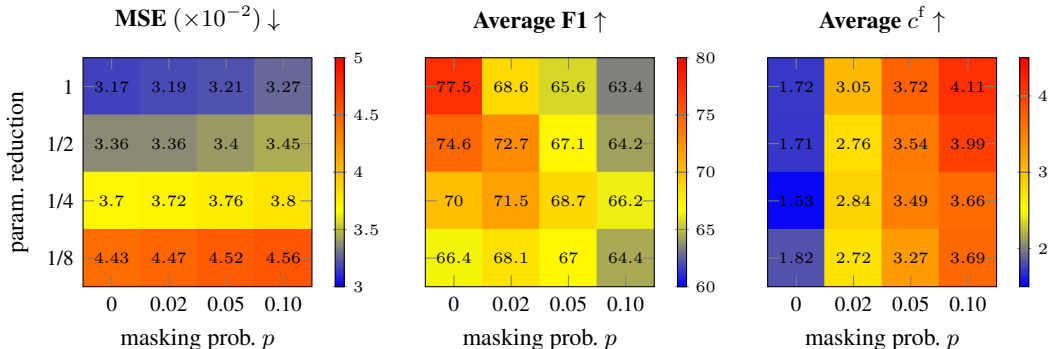 MSE (×10⁻²) ↓
Average F1 ↑
Average cᶠ ↑
param. reduction
1
1/2
1/4
1/8
3.17 3.19 3.21 3.27
3.36 3.36 3.4 3.45
3.7 3.72 3.76 3.8
4.43 4.47 4.52 4.56
0 0.02 0.05 0.10
masking prob. p
5
4.5
4
3.5
3
77.5 68.6 65.6 63.4
74.6 72.7 67.1 64.2
70 71.5 68.7 66.2
66.4 68.1 67 64.4
0 0.02 0.05 0.10
masking prob. p
80
75
70
65
60
1.72 3.05 3.72 4.11
1.71 2.76 3.54 3.99
1.53 2.84 3.49 3.66
1.82 2.72 3.27 3.69
0 0.02 0.05 0.10
masking prob. p
4
3
2